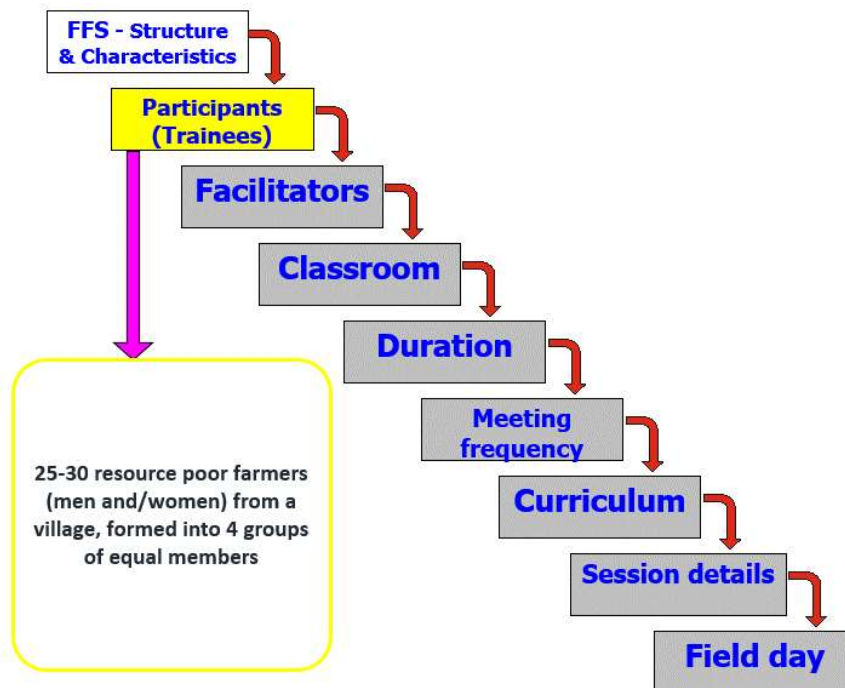 FFS - Structure
& Characteristics
Participants
(Trainees)
Facilitators
Classroom
Duration
Meeting
frequency
Curriculum
Session details
Field day
25-30 resource poor farmers
(men and/women) from a
village, formed into 4 groups
of equal members